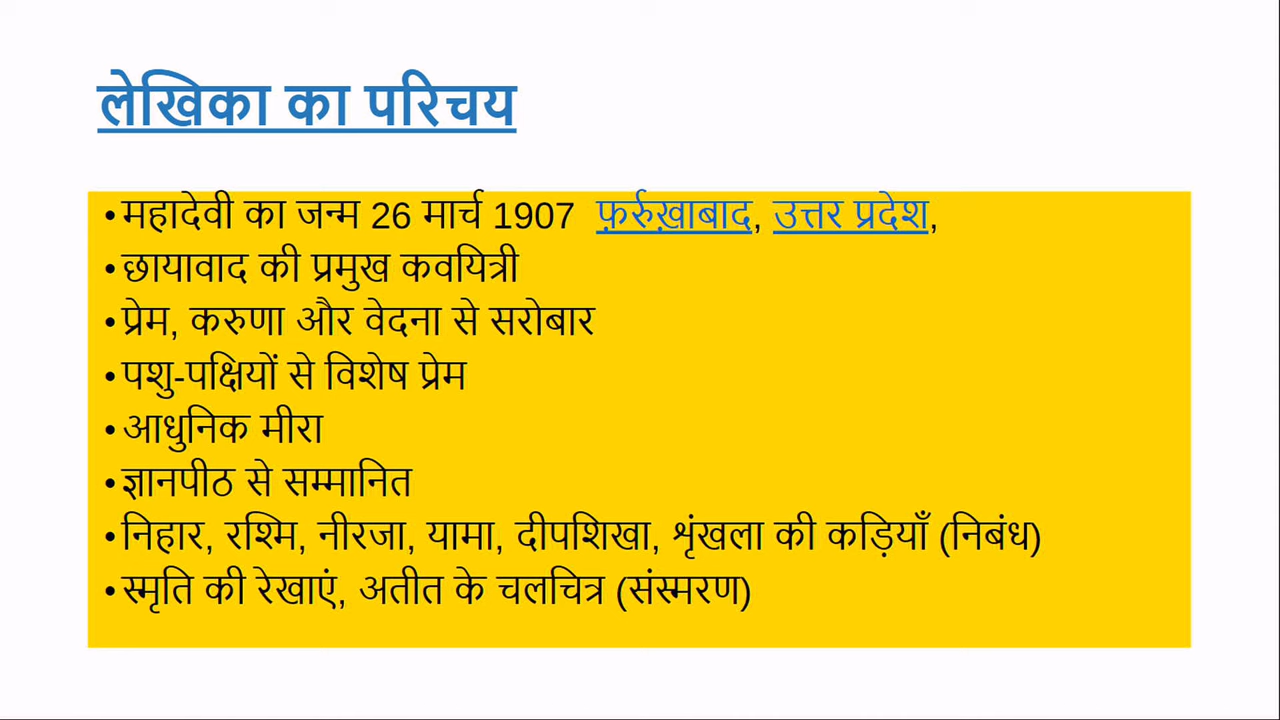 लेखिका का परिचय
•महादेवी का जन्म 26 मार्च 1907 फ़र्रुख़ाबाद, उत्तर प्रदेश,
•छायावाद की प्रमुख कवयित्री
•प्रेम, करुणा और वेदना से सरोबार
•पशु-पक्षियों से विशेष प्रेम
•आधुनिक मीरा
•ज्ञानपीठ से सम्मानित
•निहार, रश्मि, नीरजा, यामा, दीपशिखा, शृंखला की कड़ियाँ (निबंध)
•स्मृति की रेखाएं, अतीत के चलचित्र (संस्मरण)